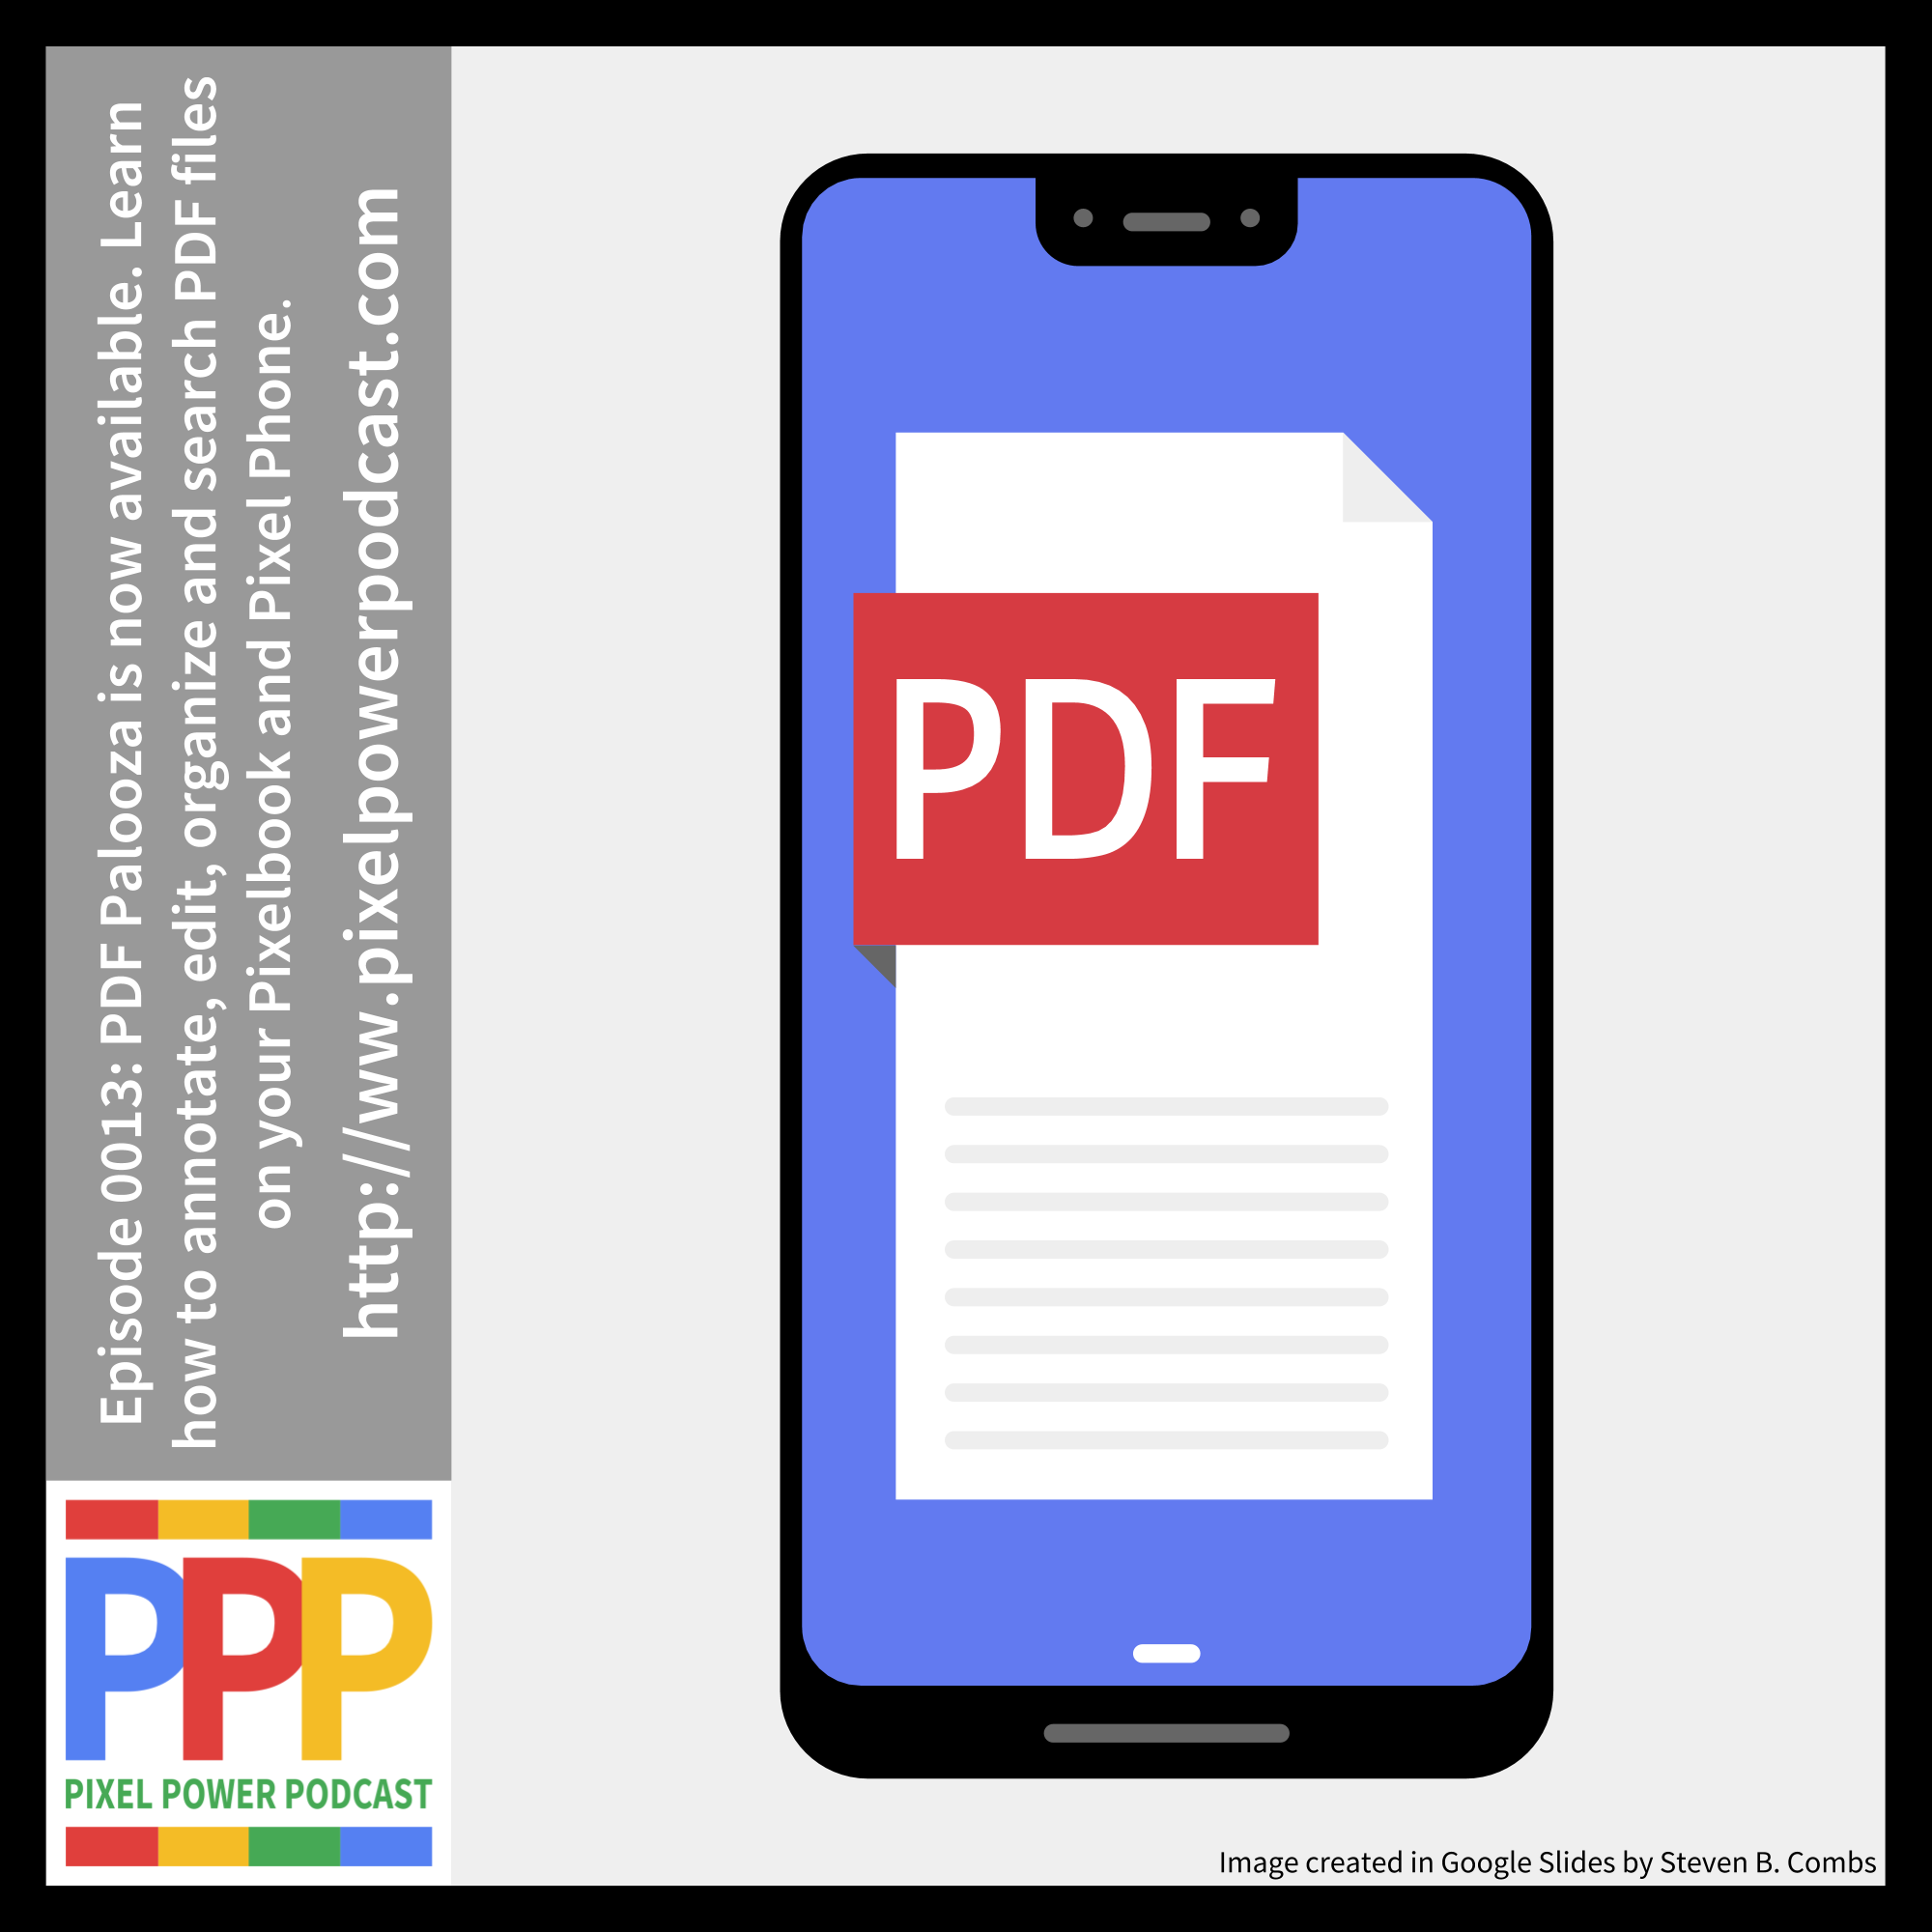 Episode 0013: PDF Palooza is now available. Learn
how to annotate, edit, organize and search PDF files
on your Pixelbook and Pixel Phone.
http://ww.pixelpowerpodcast.com
PDF
PPP
PIXEL POWER PODCAST
Image created in Google Slides by Steven B. Combs